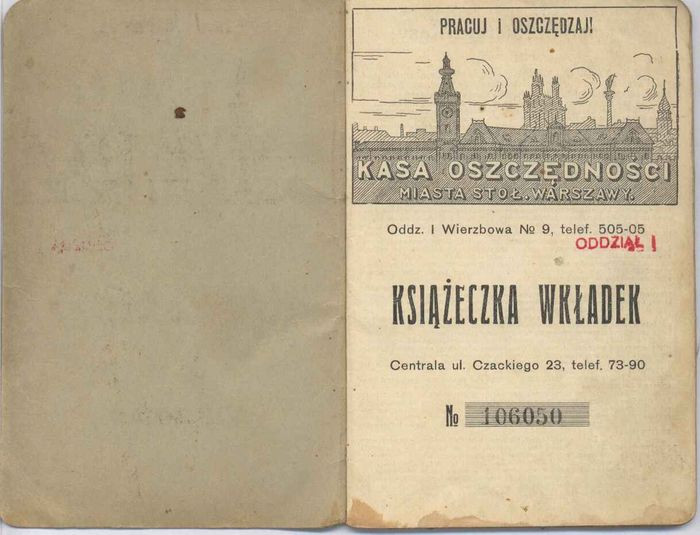 PRACUJ i OSZCZĘDZAJ!
KASA OSZCZĘDNOŚCI
MIASTA STOŁ. WARSZAWY.
Oddz. I Wierzbowa № 9, telef. 505-05
ODDZIAŁ I
KSIĄŻECZKA WKŁADEK
Centrala ul. Czackiego 23, telef. 73-90
№ 106050